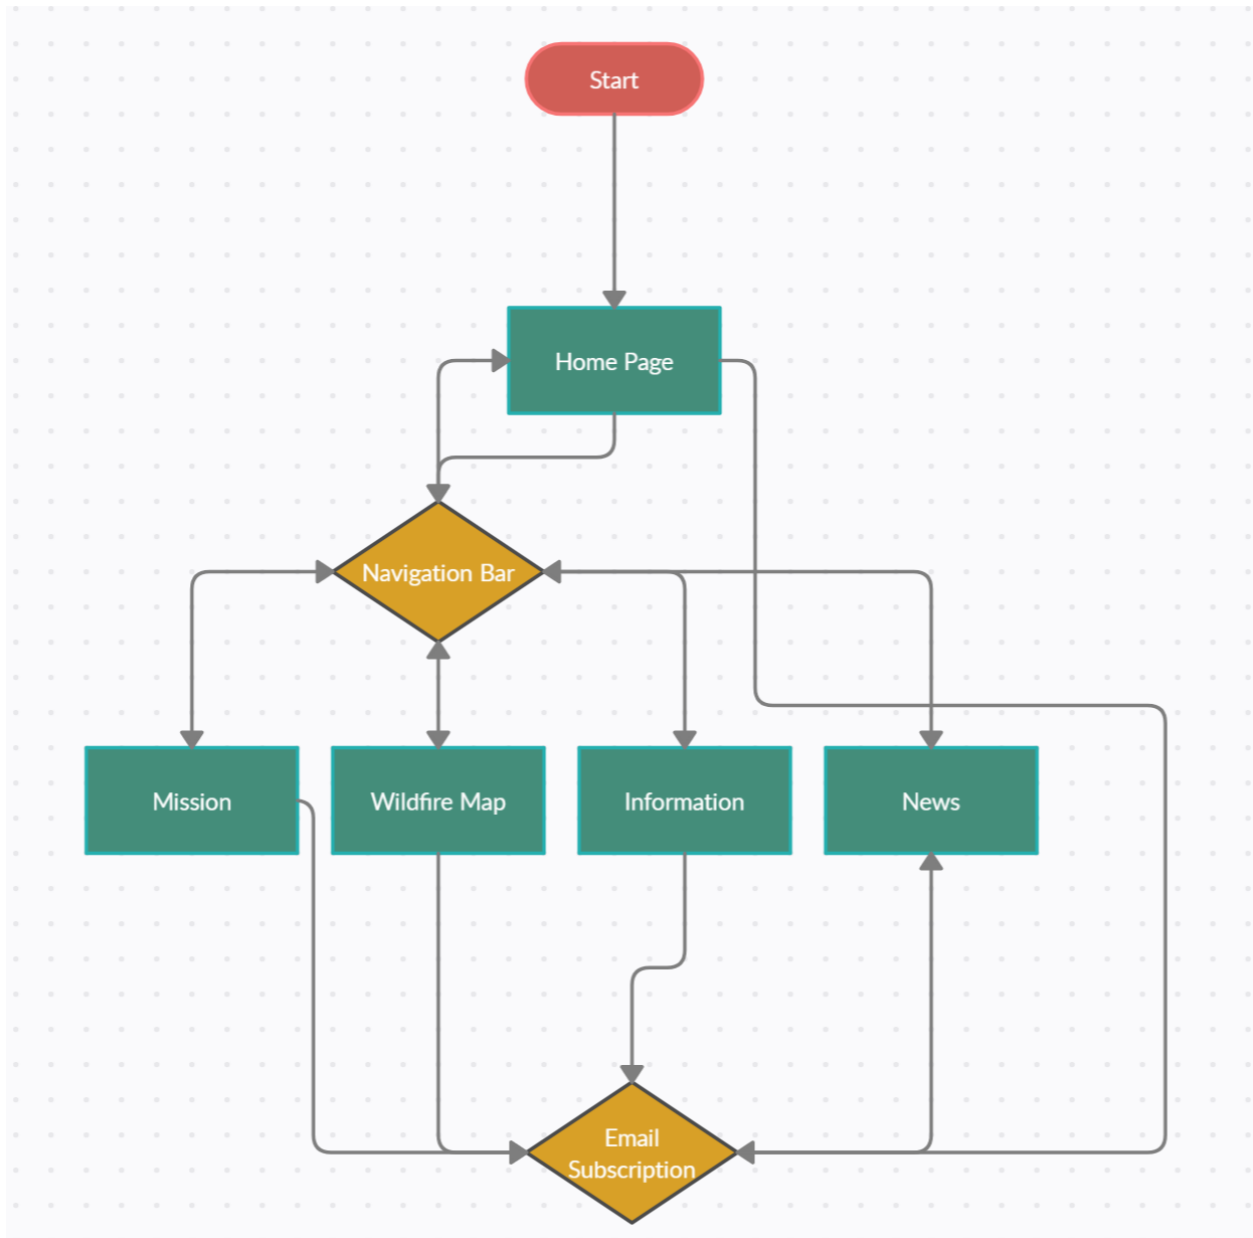 Start
Home Page
Navigation Bar
Mission
Wildfire Map
Information
News
Email
Subscription